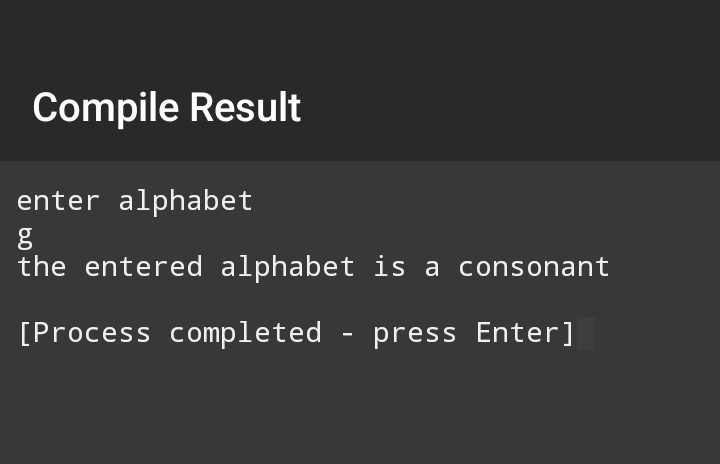 Compile Result
enter alphabet
g
the entered alphabet is a consonant
[Process completed - press Enter]